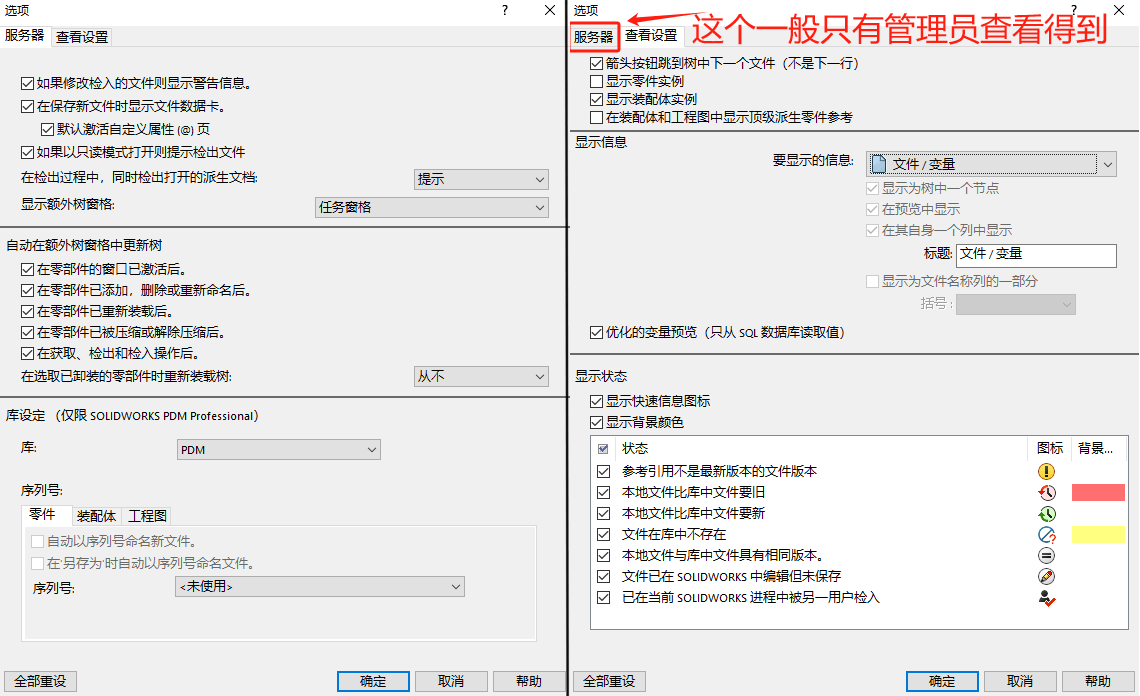 选项
?
服务器
查看设置
如果修改检入的文件则显示警告信息。
在保存新文件时显示文件数据卡。
默认激活自定义属性 (@) 页
如果以只读模式打开则提示检出文件
在检出过程中，同时检出打开的派生文档:
提示
显示额外树窗格:
任务窗格
自动在额外树窗格中更新树
在零部件的窗口已激活后。
在零部件已添加，删除或重新命名后。
在零部件已重新装载后。
在零部件已被压缩或解除压缩后。
在获取、检出和检入操作后。
在选取已卸装的零部件时重新装载树:
从不
库设定 （仅限 SOLIDWORKS PDM Professional）
库:
PDM
序列号:
零件
装配体
工程图
自动以序列号命名新文件。
在'另存为'时自动以序列号命名文件。
序列号:
<未使用>
全部重设
确定
取消
帮助
选项
?
服务器
查看设置
这个一般只有管理员查看得到
箭头按钮跳到树中下一个文件（不是下一行）
显示零件实例
显示装配体实例
在装配体和工程图中显示顶级派生零件参考
显示信息
要显示的信息:
文件 / 变量
显示为树中一个节点
在预览中显示
在其自身一个列中显示
标题:
文件 / 变量
显示为文件名称列的一部分
括号 :
优化的变量预览（只从 SQL 数据库读取值）
显示状态
显示快速信息图标
显示背景颜色
状态
图标
背景...
参考引用不是最新版本的文件版本
本地文件比库中文件要旧
本地文件比库中文件要新
文件在库中不存在
本地文件与库中文件具有相同版本。
文件已在 SOLIDWORKS 中编辑但未保存
已在当前 SOLIDWORKS 进程中被另一用户检入
全部重设
确定
取消
帮助